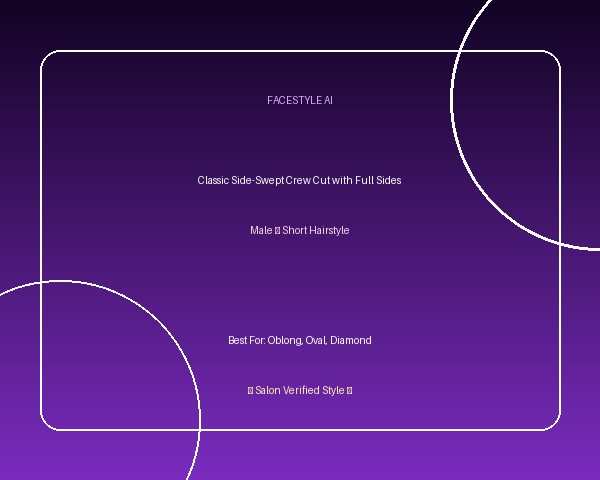 FACESTYLE AI
Classic Side-Swept Crew Cut with Full Sides
Male ▯ Short Hairstyle
Best For: Oblong, Oval, Diamond
▯ Salon Verified Style ▯